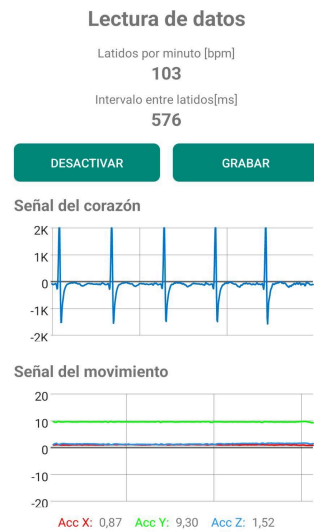 Lectura de datos
Latidos por minuto [bpm]
103
Intervalo entre latidos[ms]
576
DESACTIVAR GRABAR
Señal del corazón
2K
1K
0
-1K
-2K
Señal del movimiento
20
10
0
-10
-20
Acc X: 0,87 Acc Y: 9,30 Acc Z: 1,52